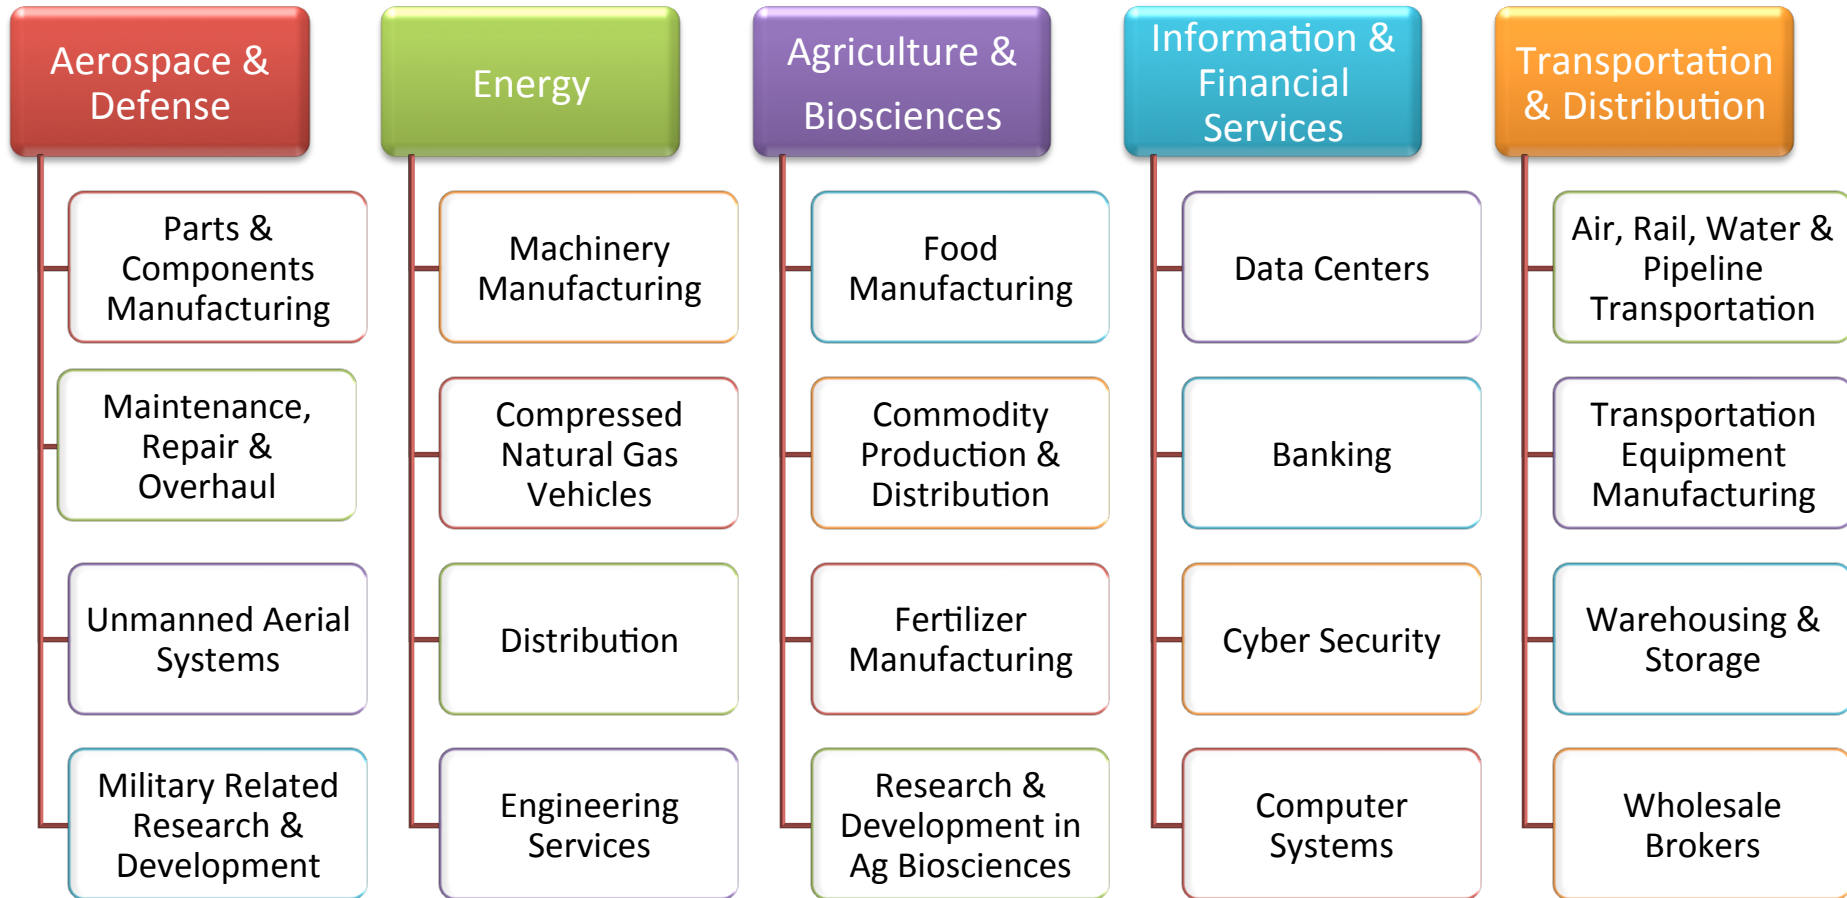 Aerospace &
Defense
Parts &
Components
Manufacturing
Maintenance,
Repair &
Overhaul
Unmanned Aerial
Systems
Military Related
Research &
Development
Energy
Machinery
Manufacturing
Compressed
Natural Gas
Vehicles
Distribution
Engineering
Services
Agriculture &
Biosciences
Food
Manufacturing
Commodity
Production &
Distribution
Fertilizer
Manufacturing
Research &
Development in
Ag Biosciences
Information &
Financial
Services
Data Centers
Banking
Cyber Security
Computer
Systems
Transportation
& Distribution
Air, Rail, Water &
Pipeline
Transportation
Transportation
Equipment
Manufacturing
Warehousing &
Storage
Wholesale
Brokers